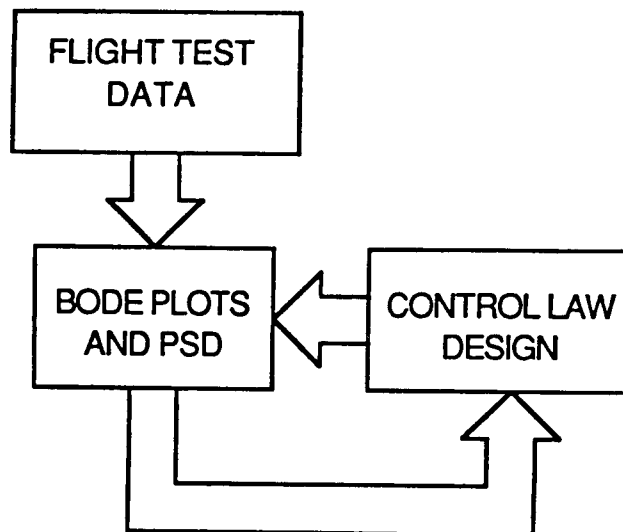 FLIGHT TEST
DATA
BODE PLOTS
AND PSD
CONTROL LAW
DESIGN